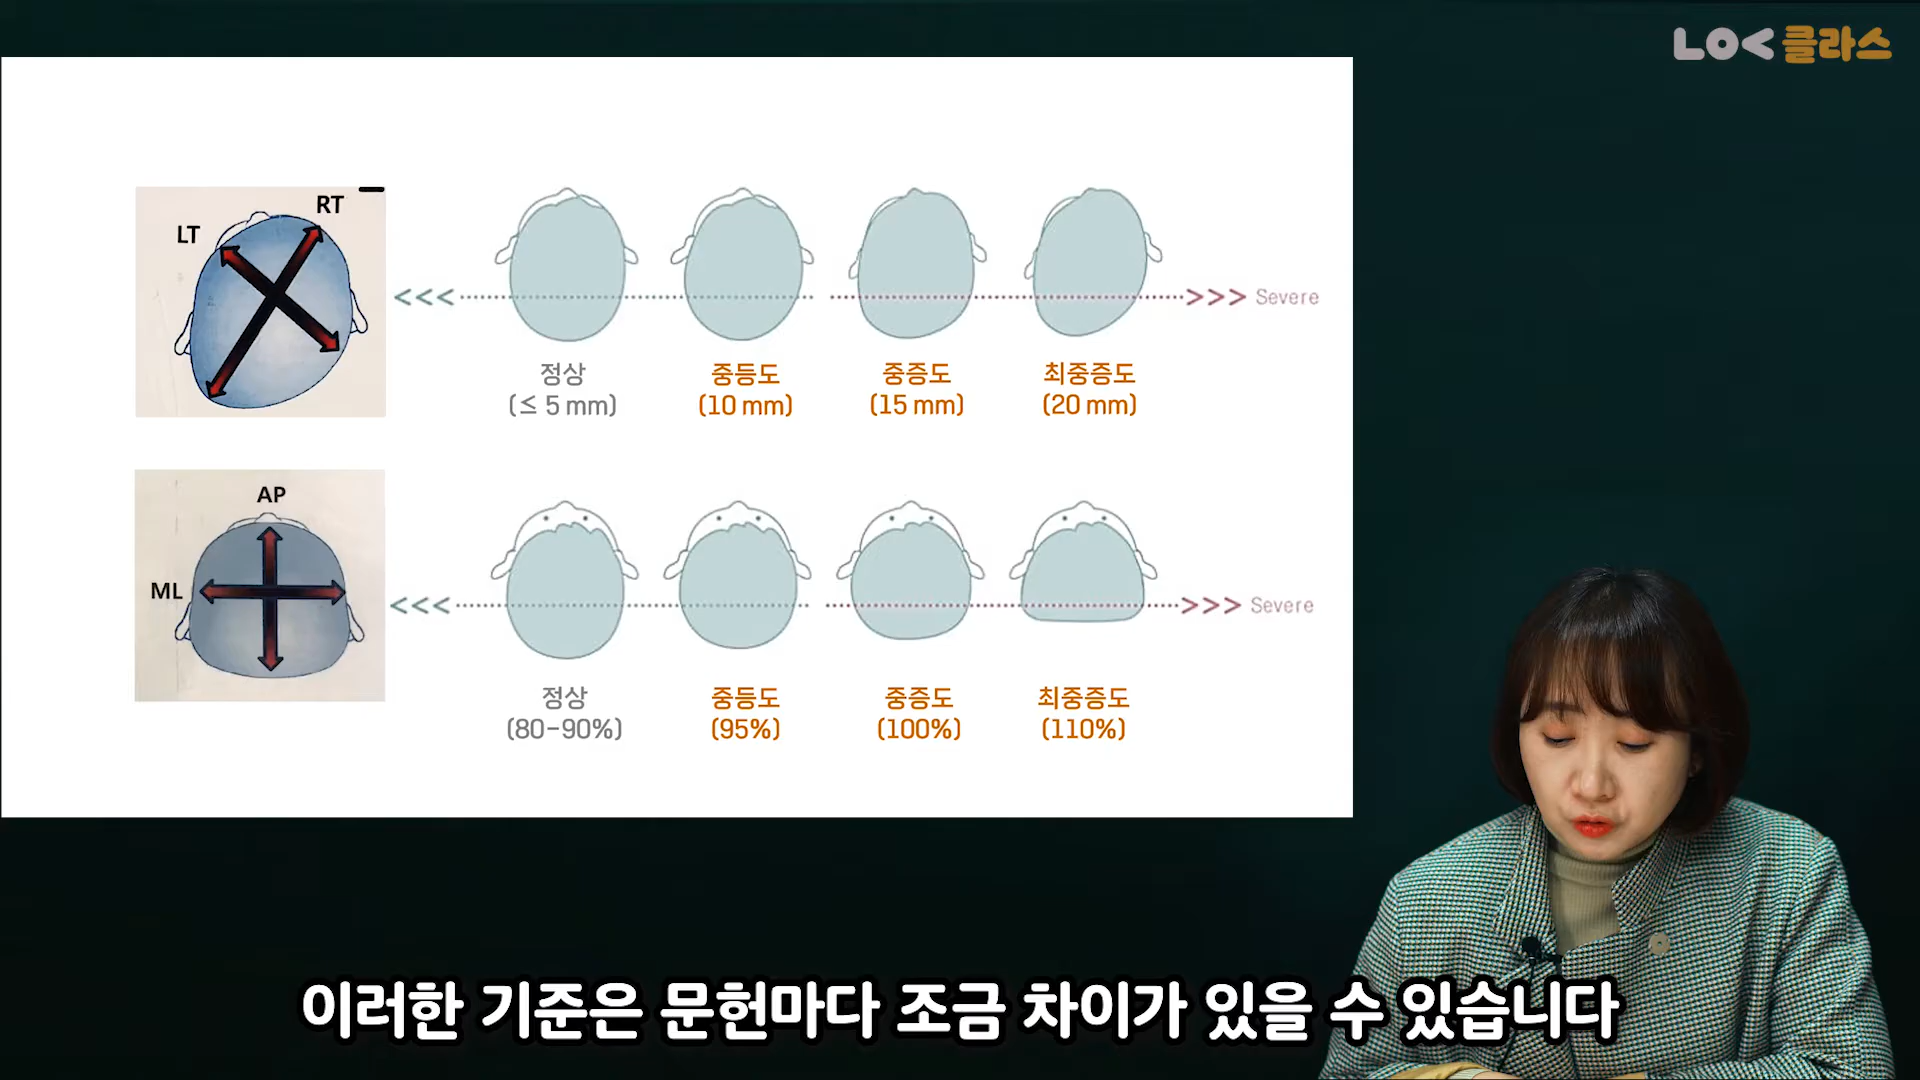 LOㄑ 클라스
RT
LT
Severe
정상
(≤ 5 mm)
중등도
(10 mm)
중증도
(15 mm)
최중증도
(20 mm)
AP
ML
Severe
정상
(80-90%)
중등도
(95%)
중증도
(100%)
최중증도
(110%)
이러한 기준은 문헌마다 조금 차이가 있을 수 있습니다